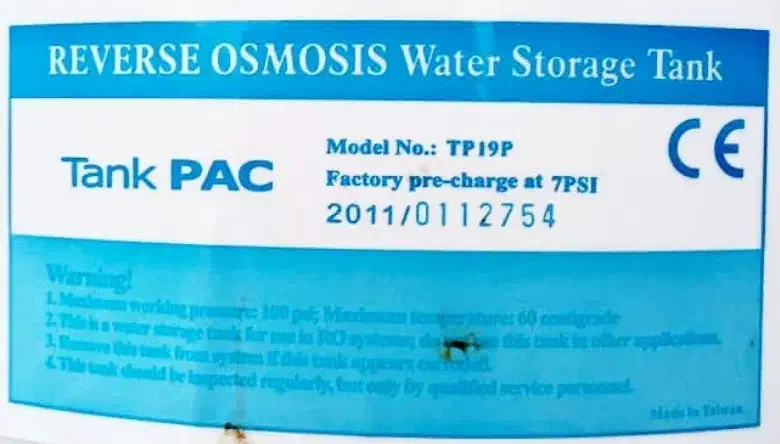 REVERSE OSMOSIS Water Storage Tank
Tank PAC
Model No.: TP19P
Factory pre-charge at 7PSI
2011/0112754
CE
Warning!
1. Maximum working pressure: 100 psi; Maximum temperature: 60 centigrade
2. This is a water storage tank for use in RO systems; this tank in other application.
3. Remove this tank from system if this tank appears corroded.
4. This tank should be inspected regularly, but only by qualified service personnel.
Made in Taiwan